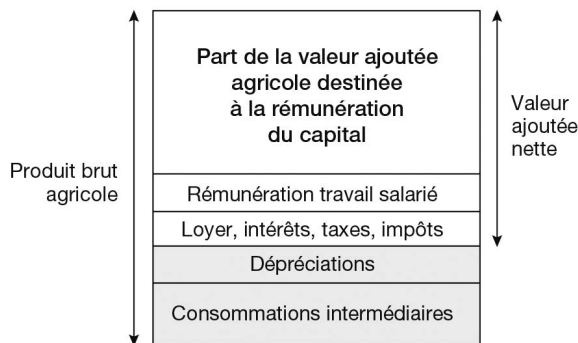 Part de la valeur ajoutée
agricole destinée
à la rémunération
du capital
Valeur
ajoutée
nette
Produit brut
agricole
Rémunération travail salarié
Loyer, intérêts, taxes, impôts
Dépréciations
Consommations intermédiaires